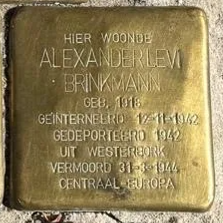 HIER WOONDE
ALEXANDER LEVI
BRINKMANN
GEB. 1918
GEÏNTERNEERD 12-11-1942
GEDEPORTEERD 1942
UIT WESTERBORK
VERMOORD 31-3-1944
CENTRAAL-EUROPA